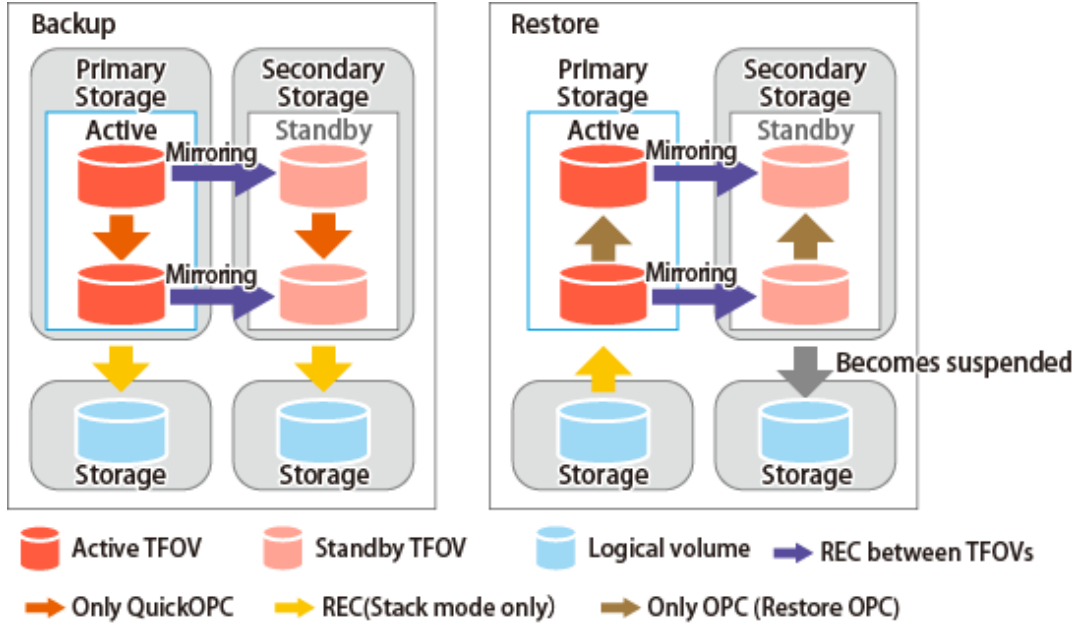 Backup
Primary
Storage
Secondary
Storage
Active
Standby
Mirroring
Mirroring
Storage
Storage
Restore
Primary
Storage
Secondary
Storage
Active
Standby
Mirroring
Mirroring
Becomes suspended
Storage
Storage
Active TFOV
Standby TFOV
Logical volume
REC between TFOVs
Only QuickOPC
REC(Stack mode only)
Only OPC (Restore OPC)